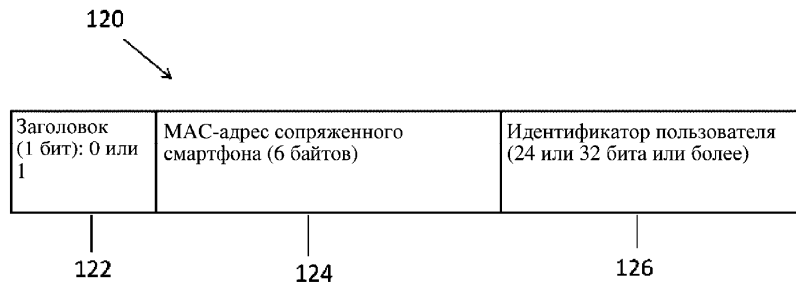 120
Заголовок
(1 бит): 0 или
1
MAC-адрес сопряженного
смартфона (6 байтов)
Идентификатор пользователя
(24 или 32 бита или более)
122
124
126